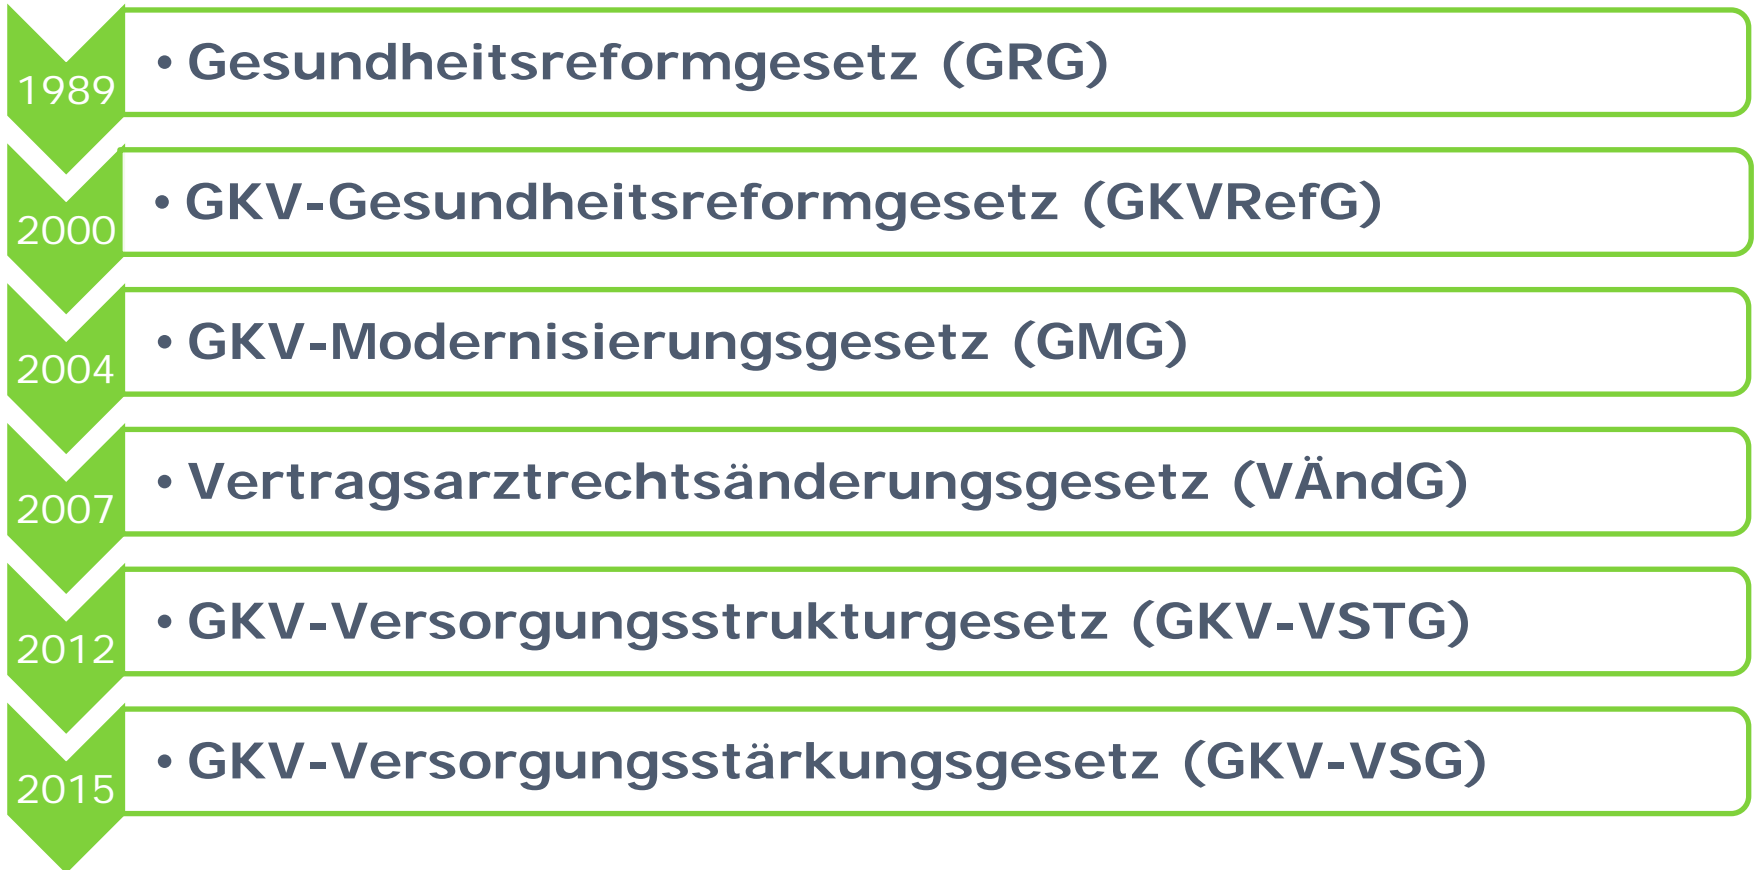 1989
• Gesundheitsreformgesetz (GRG)
2000
• GKV-Gesundheitsreformgesetz (GKVRefG)
2004
• GKV-Modernisierungsgesetz (GMG)
2007
• Vertragsarztrechtsänderungsgesetz (VÄndG)
2012
• GKV-Versorgungsstrukturgesetz (GKV-VSTG)
2015
• GKV-Versorgungsstärkungsgesetz (GKV-VSG)